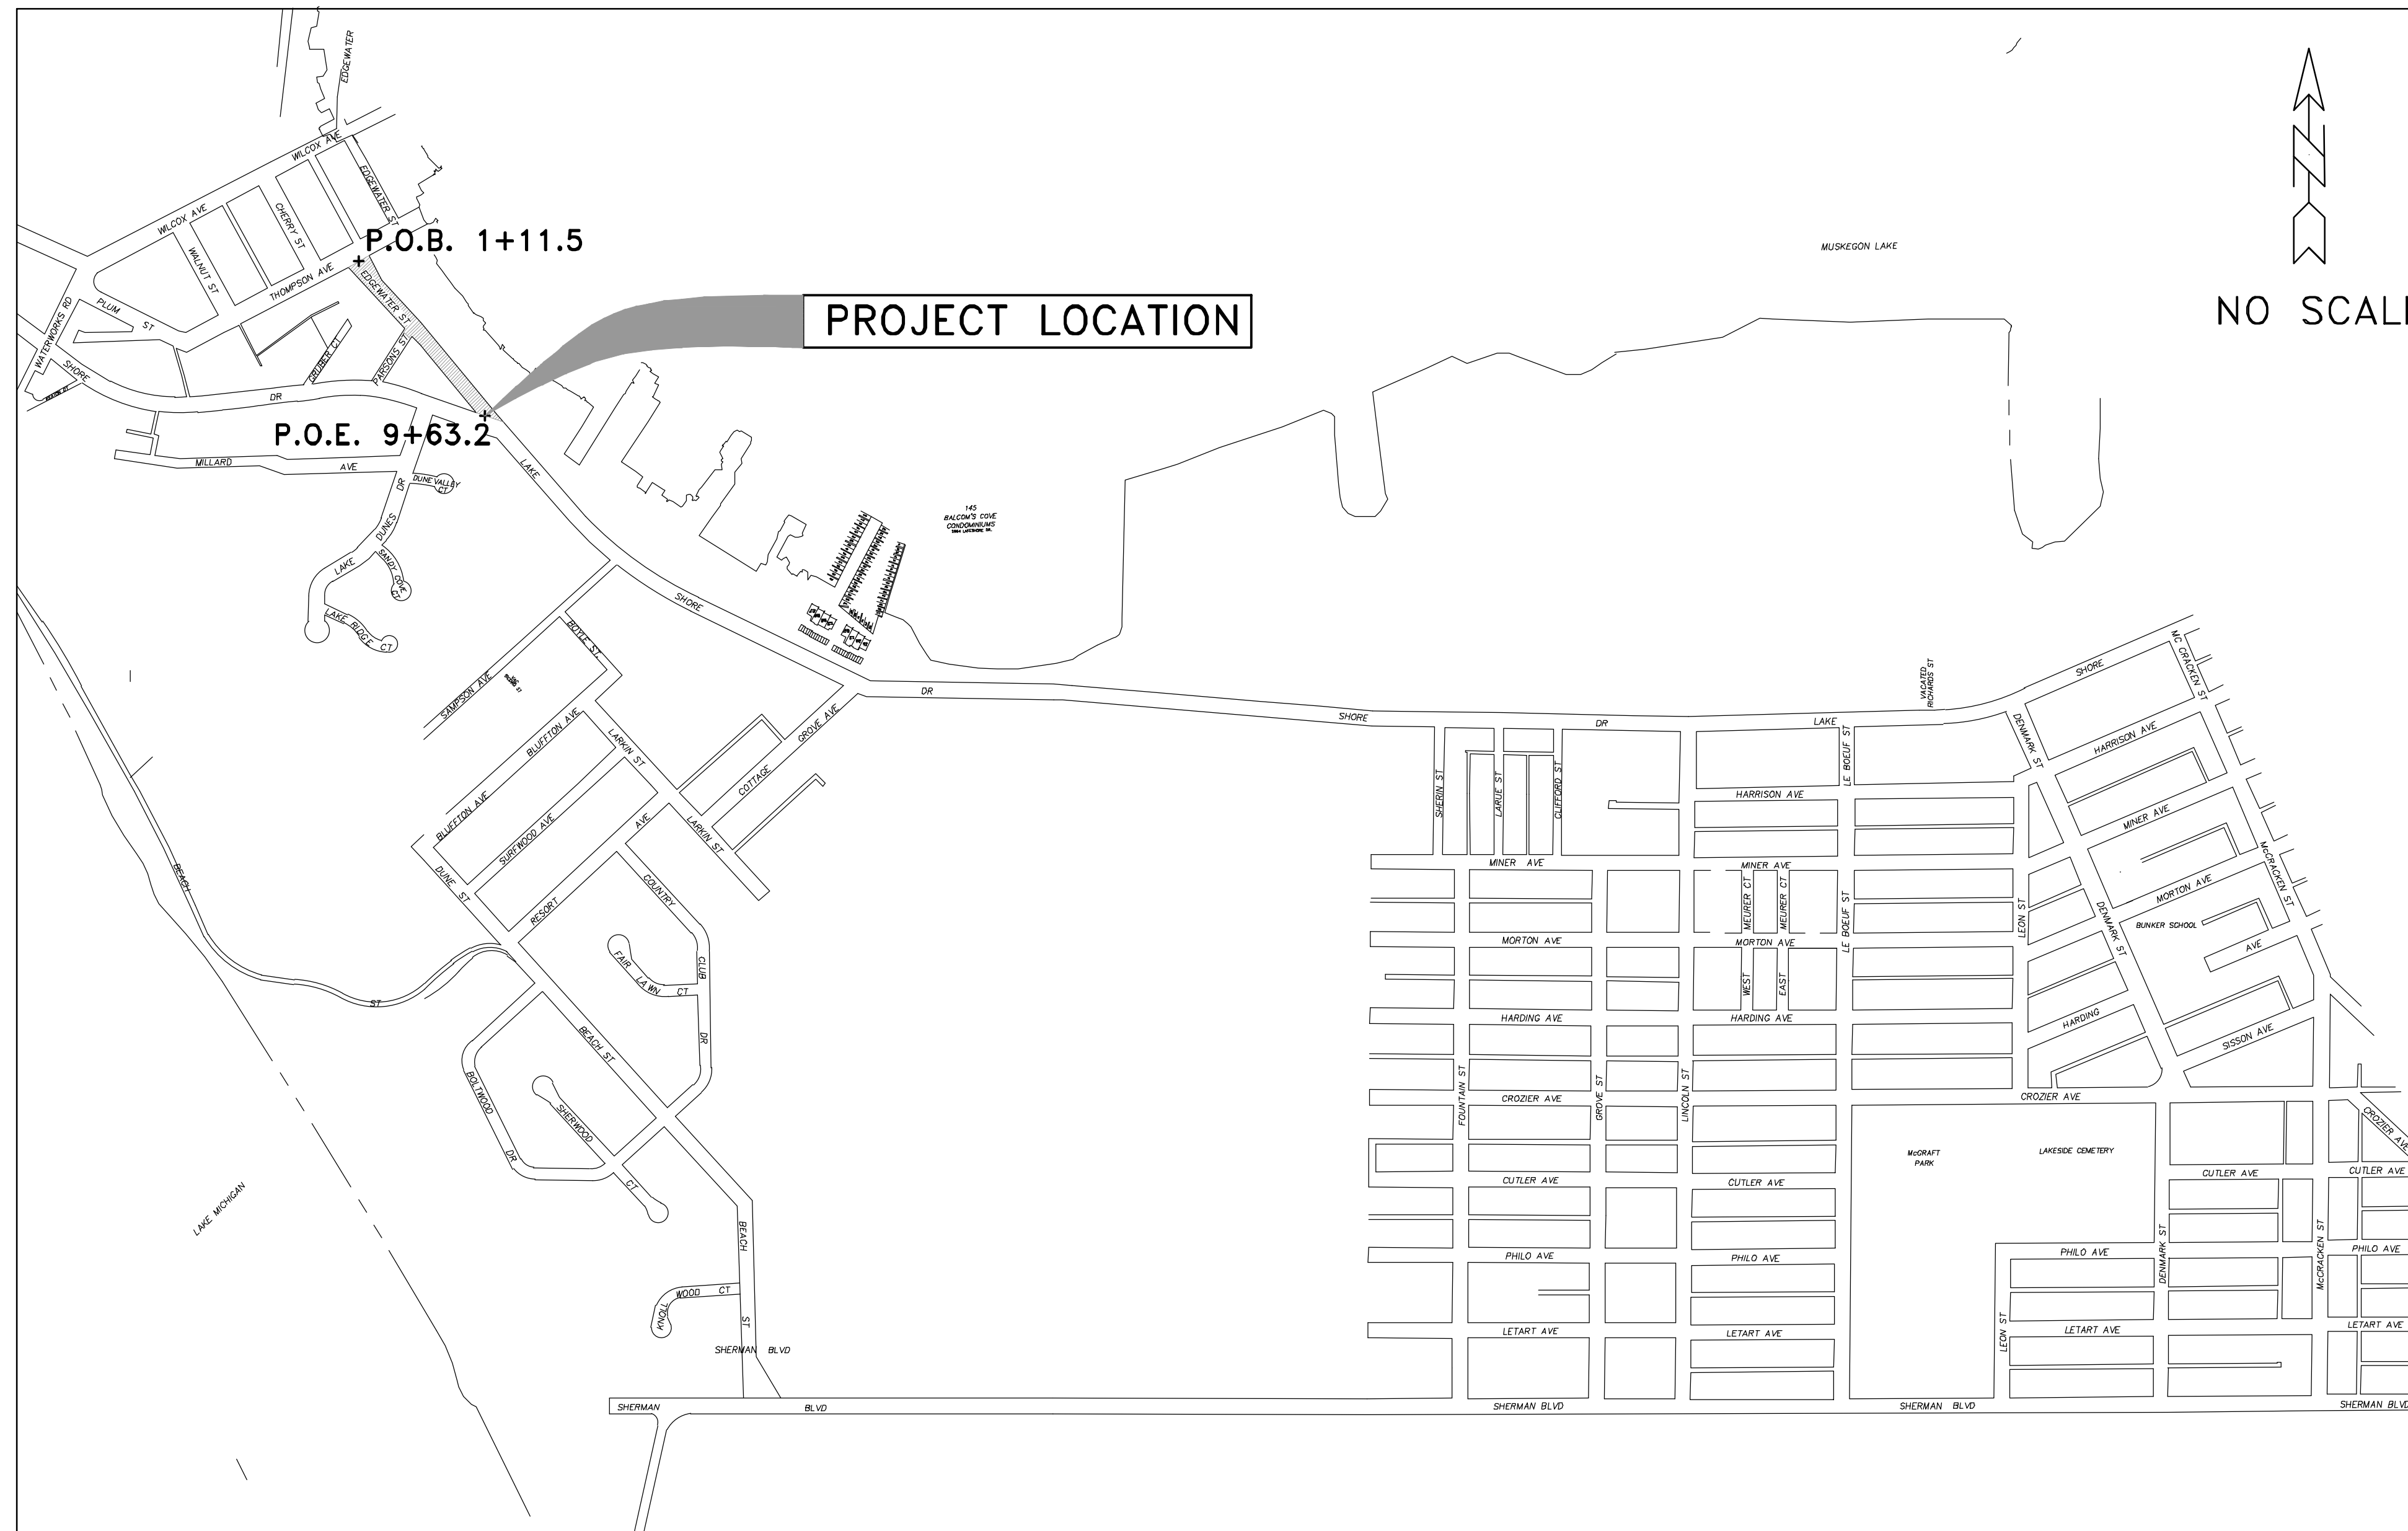 EDGEWATER
WILCOX AVE
EDGEWATER ST
WILCOX AVE
CHERRY ST
WALNUT ST
P.O.B. 1+11.5
THOMPSON AVE
EDGEWATER ST
PLUM ST
WATERWORKS RD
GRUBER CT
PARSONS ST
SHORE
DR
P.O.E. 9+63.2
PROJECT LOCATION
MUSKEGON LAKE
NO SCAL
MILLARD AVE
DUNE VALLEY
CT
LAKE
DR
DUNES
LAKE
SANDY COVE
CT
LAKE RIDGE CT
145
BALCOM'S COVE
CONDOMINIUMS
SHORE
BOYLE ST.
SAMPSON AVE
BLUFFTON AVE
LARKIN ST
COTTAGE GROVE AVE
DR
SHORE
DR
LAKE
VACATED
RICHARDS ST
SHORE
MC CRACKEN ST
DENMARK ST
HARRISON AVE
BLUFFTON AVE
SURFWOOD AVE
AVE
RESORT
LARKIN ST
DUNE ST
COUNTRY
CLUB
DR
FAIR LAWN CT
BEACH
ST
BEACH ST
BOLTWOOD
DR
SHERWOOD
CT
BEACH
ST
KNOLL
WOOD CT
SHERMAN BLVD
LAKE MICHIGAN
SHERMAN BLVD
SHERIN ST
LARUE ST
CLIFFORD ST
LE BOEUF ST
HARRISON AVE
MINER AVE
MINER AVE
MINER AVE
McCRACKEN ST
MORTON AVE
MEURER CT
MEURER CT
LE BOEUF ST
LEON ST
DENMARK ST
BUNKER SCHOOL
MORTON AVE
MORTON AVE
AVE
WEST
EAST
HARDING AVE
HARDING AVE
HARDING
SISSON AVE
FOUNTAIN ST
GROVE ST
LINCOLN ST
CROZIER AVE
CROZIER AVE
CROZIER AVE
McGRAFT
PARK
LAKESIDE CEMETERY
CUTLER AVE
CUTLER AVE
CUTLER AVE
CUTLER AVE
PHILO AVE
PHILO AVE
PHILO AVE
DENMARK ST
McCRACKEN ST
PHILO AVE
LETART AVE
LETART AVE
LEON ST
LETART AVE
LETART AVE
SHERMAN BLVD
SHERMAN BLVD
SHERMAN BLVD